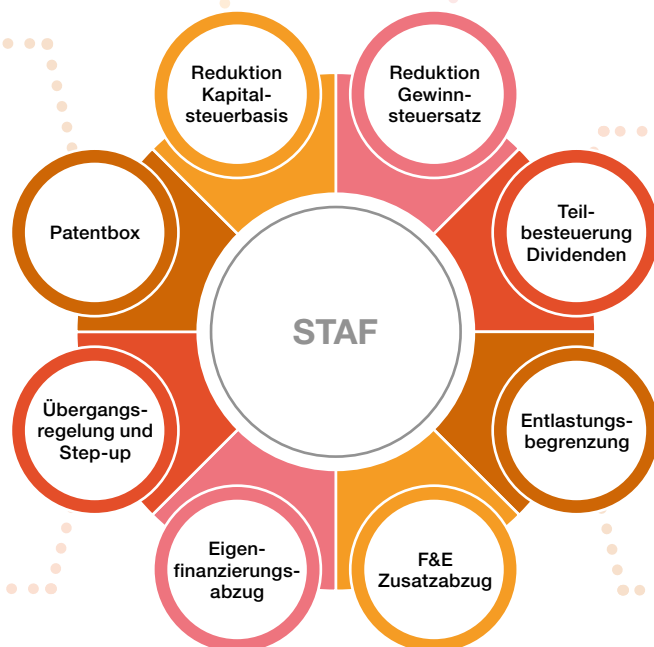 Reduktion
Kapital-
steuerbasis
Reduktion
Gewinn-
steuersatz
Patentbox
Teil-
besteuerung
Dividenden
STAF
Übergangs-
regelung und
Step-up
Entlastungs-
begrenzung
Eigen-
finanzierungs-
abzug
F&E
Zusatzabzug